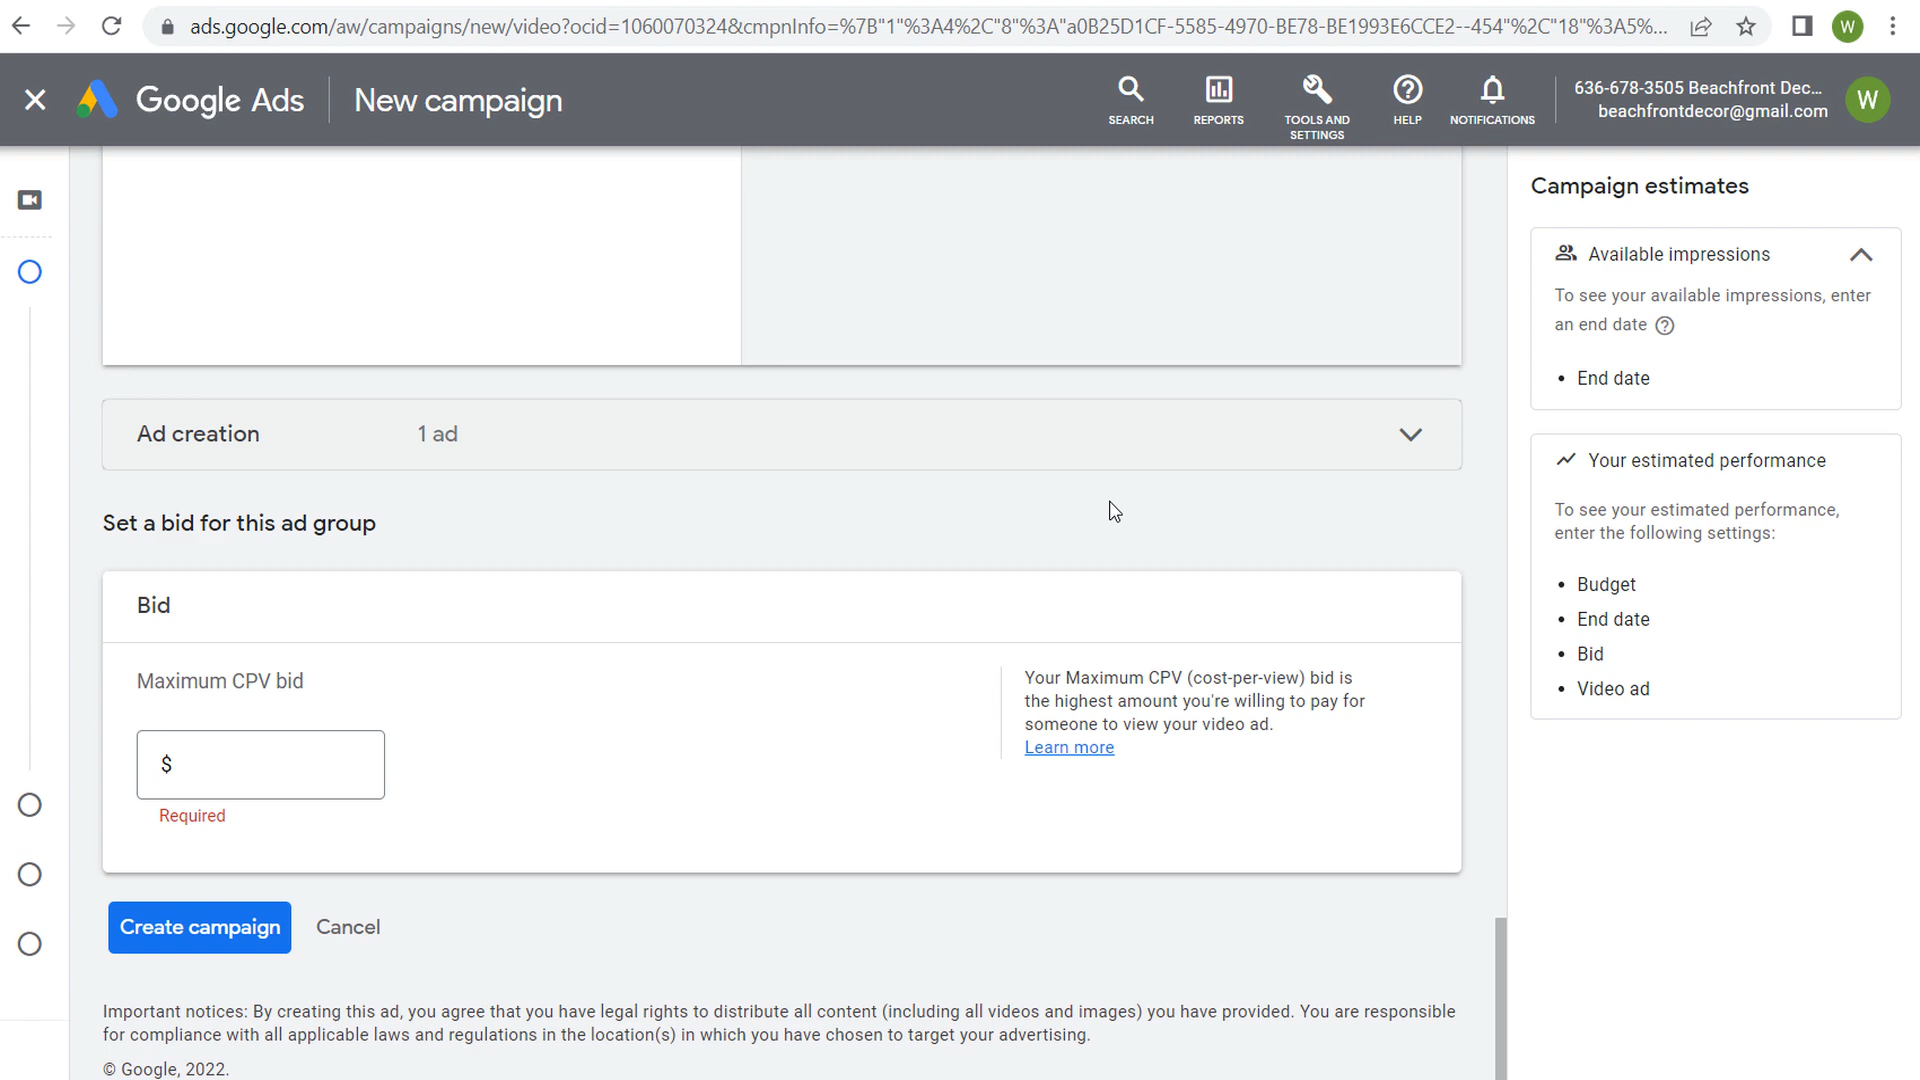 ads.google.com/aw/campaigns/new/video?ocid=1060070324&cmpnInfo=%7B"1"%3A4%2C"8"%3A"a0B25D1CF-5585-4970-BE78-BE1993E6CCE2--454"%2C"18"%3A5%...
W
Google Ads
New campaign
SEARCH
REPORTS
TOOLS AND
SETTINGS
HELP
NOTIFICATIONS
636-678-3505 Beachfront Dec...
beachfrontdecor@gmail.com
W
Campaign estimates
Available impressions
To see your available impressions, enter
an end date
• End date
Ad creation
1 ad
Your estimated performance
To see your estimated performance,
enter the following settings:
• Budget
• End date
• Bid
• Video ad
Set a bid for this ad group
Bid
Maximum CPV bid
$
Required
Your Maximum CPV (cost-per-view) bid is
the highest amount you're willing to pay for
someone to view your video ad.
Learn more
Create campaign
Cancel
Important notices: By creating this ad, you agree that you have legal rights to distribute all content (including all videos and images) you have provided. You are responsible
for compliance with all applicable laws and regulations in the location(s) in which you have chosen to target your advertising.
© Google, 2022.